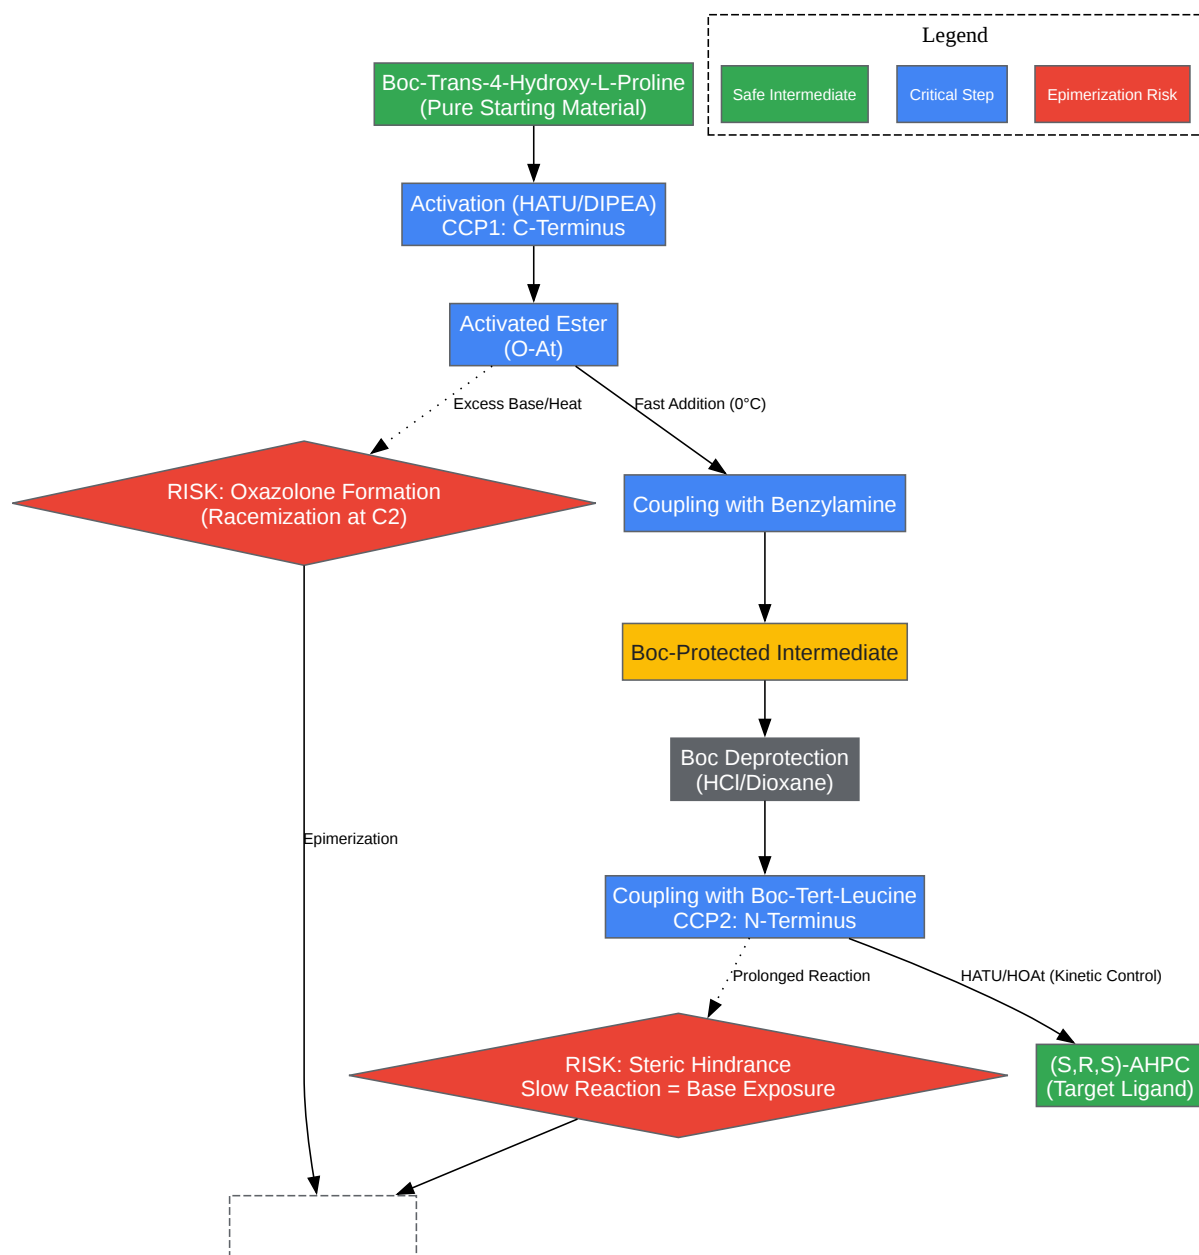 Legend
Safe Intermediate
Critical Step
Epimerization Risk
Boc-Trans-4-Hydroxy-L-Proline
(Pure Starting Material)
Activation (HATU/DIPEA)
CCP1: C-Terminus
Activated Ester
(O-At)
Excess Base/Heat
Fast Addition (0°C)
RISK: Oxazolone Formation
(Racemization at C2)
Coupling with Benzylamine
Boc-Protected Intermediate
Boc Deprotection
(HCl/Dioxane)
Epimerization
Coupling with Boc-Tert-Leucine
CCP2: N-Terminus
Prolonged Reaction
HATU/HOAt (Kinetic Control)
RISK: Steric Hindrance
Slow Reaction = Base Exposure
(S,R,S)-AHPC
(Target Ligand)